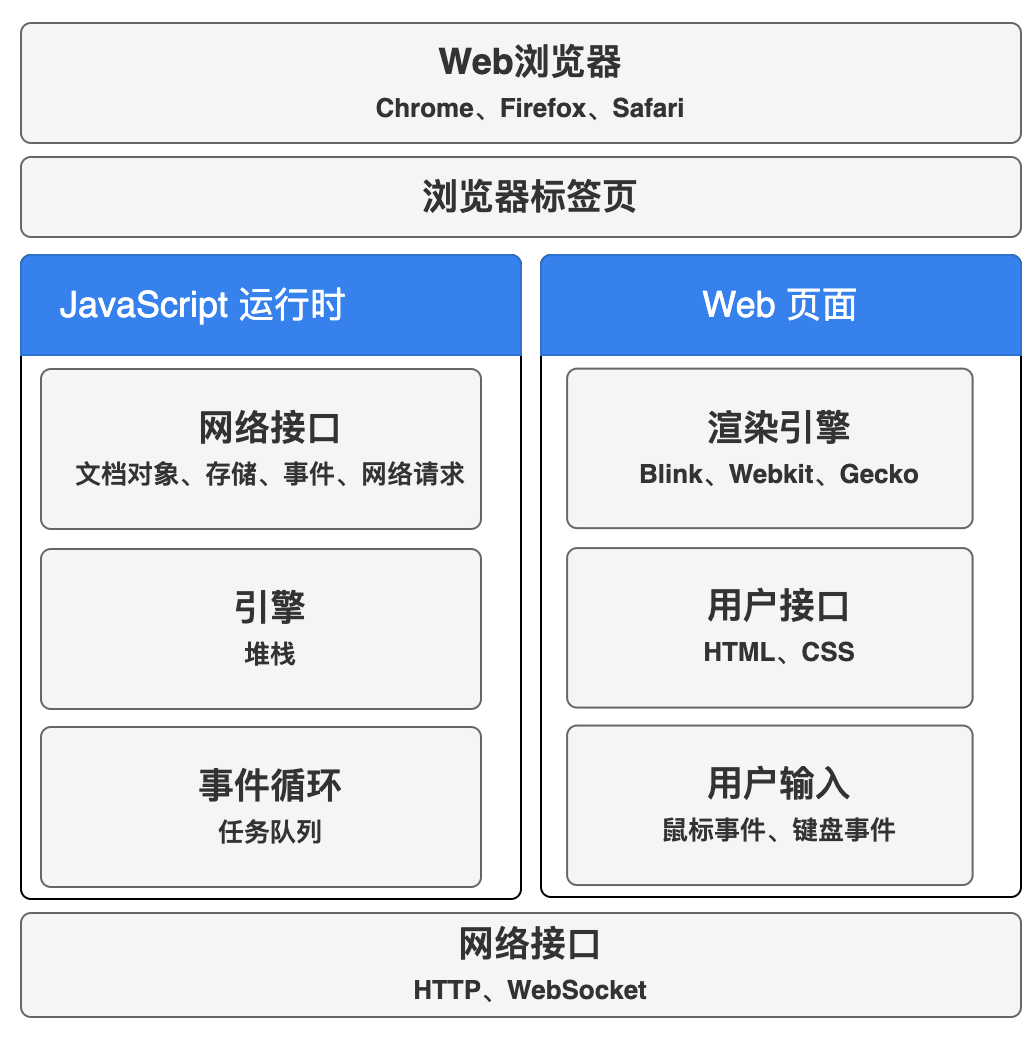 Web浏览器
Chrome、Firefox、Safari
浏览器标签页
JavaScript 运行时
网络接口
文档对象、存储、事件、网络请求
引擎
堆栈
事件循环
任务队列
Web 页面
渲染引擎
Blink、Webkit、Gecko
用户接口
HTML、CSS
用户输入
鼠标事件、键盘事件
网络接口
HTTP、WebSocket